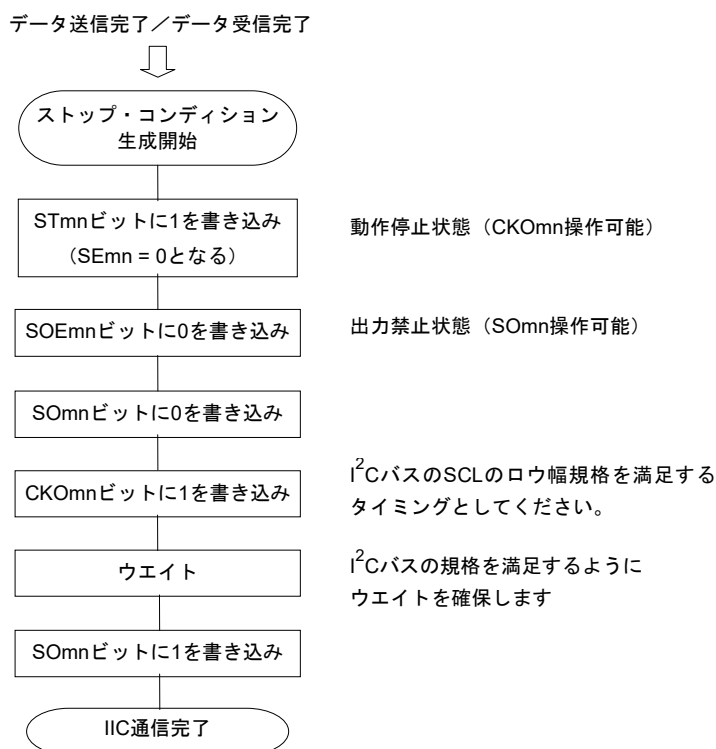 データ送信完了／データ受信完了
ストップ・コンディション
生成開始
STmnビットに1を書き込み
（SEmn = 0となる）
動作停止状態（CKOmn操作可能）
SOEmnビットに0を書き込み
出力禁止状態（SOmn操作可能）
SOmnビットに0を書き込み
CKOmnビットに1を書き込み
I²CバスのSCLのロウ幅規格を満足する
タイミングとしてください。
ウエイト
I²Cバスの規格を満足するように
ウエイトを確保します
SOmnビットに1を書き込み
IIC通信完了